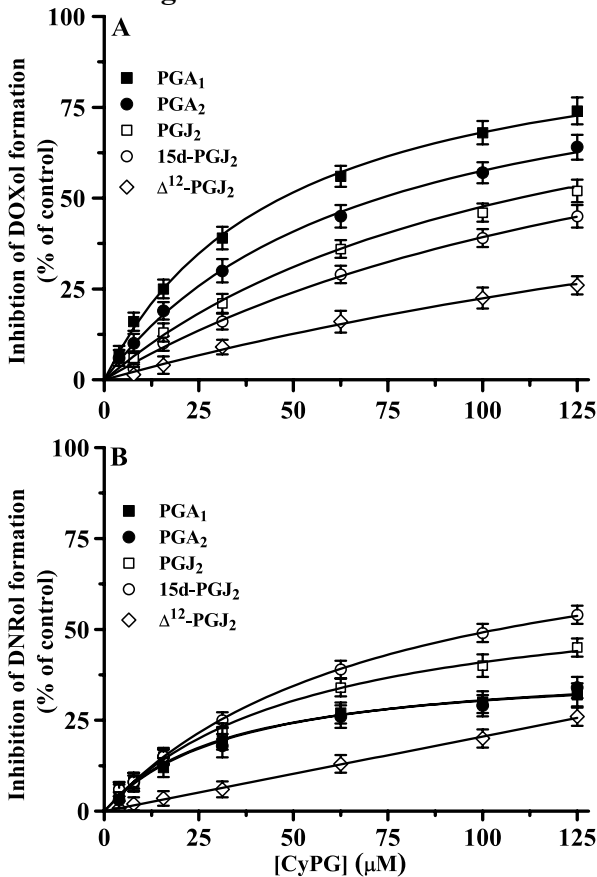 A
100
75
50
25
0
Inhibtion of DOXol formation
(% of control)
PGA1
PGA2
PGJ2
15d-PGJ2
Δ12-PGJ2
0 25 50 75 100 125
B
100
75
50
25
0
Inhibition of DNRol formation
(% of control)
PGA1
PGA2
PGJ2
15d-PGJ2
Δ12-PGJ2
0 25 50 75 100 125
[CyPG] (μM)